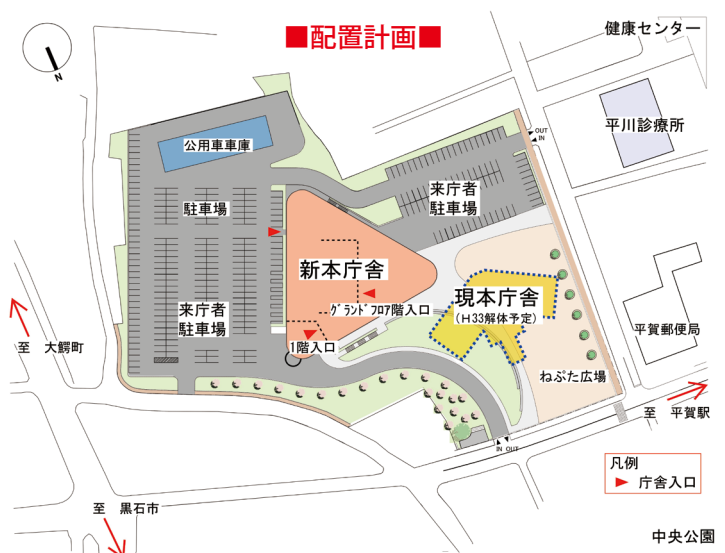 ■配置計画■
N
健康センター
平川診療所
公用車車庫
OUT
IN
来庁者
駐車場
駐車場
新本庁舎
現本庁舎
(H33解体予定)
グランドフロア階入口
来庁者
駐車場
1階入口
平賀郵便局
至 大鰐町
ねぷた広場
至 平賀駅
IN OUT
凡例
庁舎入口
至 黒石市
中央公園